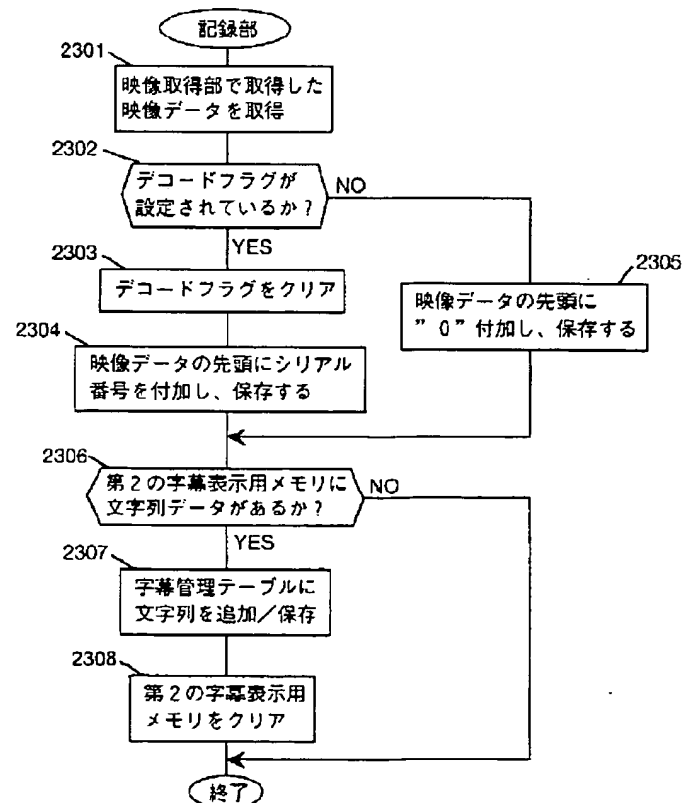 記録部
2301
映像取得部で取得した
映像データを取得
2302
デコードフラグが
設定されているか？
NO
YES
2303
デコードフラグをクリア
2305
映像データの先頭に
”0”付加し、保存する
2304
映像データの先頭にシリアル
番号を付加し、保存する
2306
第2の字幕表示用メモリに
文字列データがあるか？
NO
YES
2307
字幕管理テーブルに
文字列を追加／保存
2308
第2の字幕表示用
メモリをクリア
終了